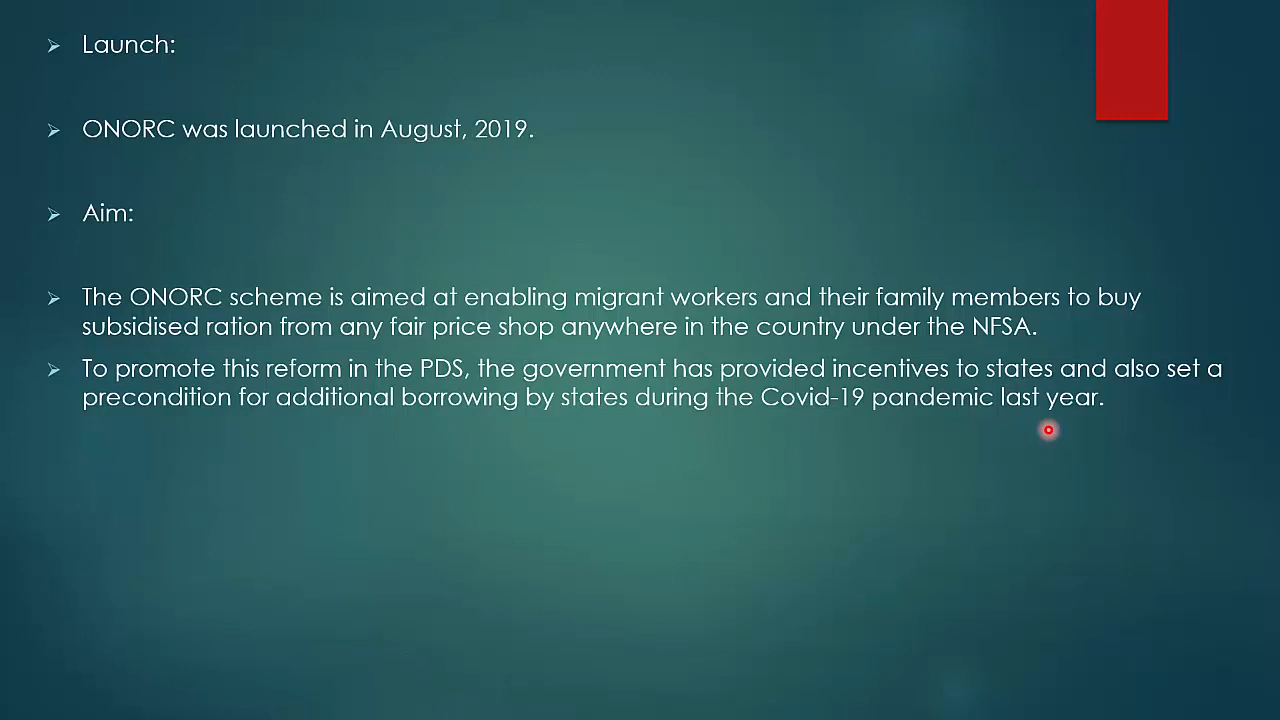 Launch:
ONORC was launched in August, 2019.
Aim:
The ONORC scheme is aimed at enabling migrant workers and their family members to buy
subsidised ration from any fair price shop anywhere in the country under the NFSA.
To promote this reform in the PDS, the government has provided incentives to states and also set a
precondition for additional borrowing by states during the Covid-19 pandemic last year.